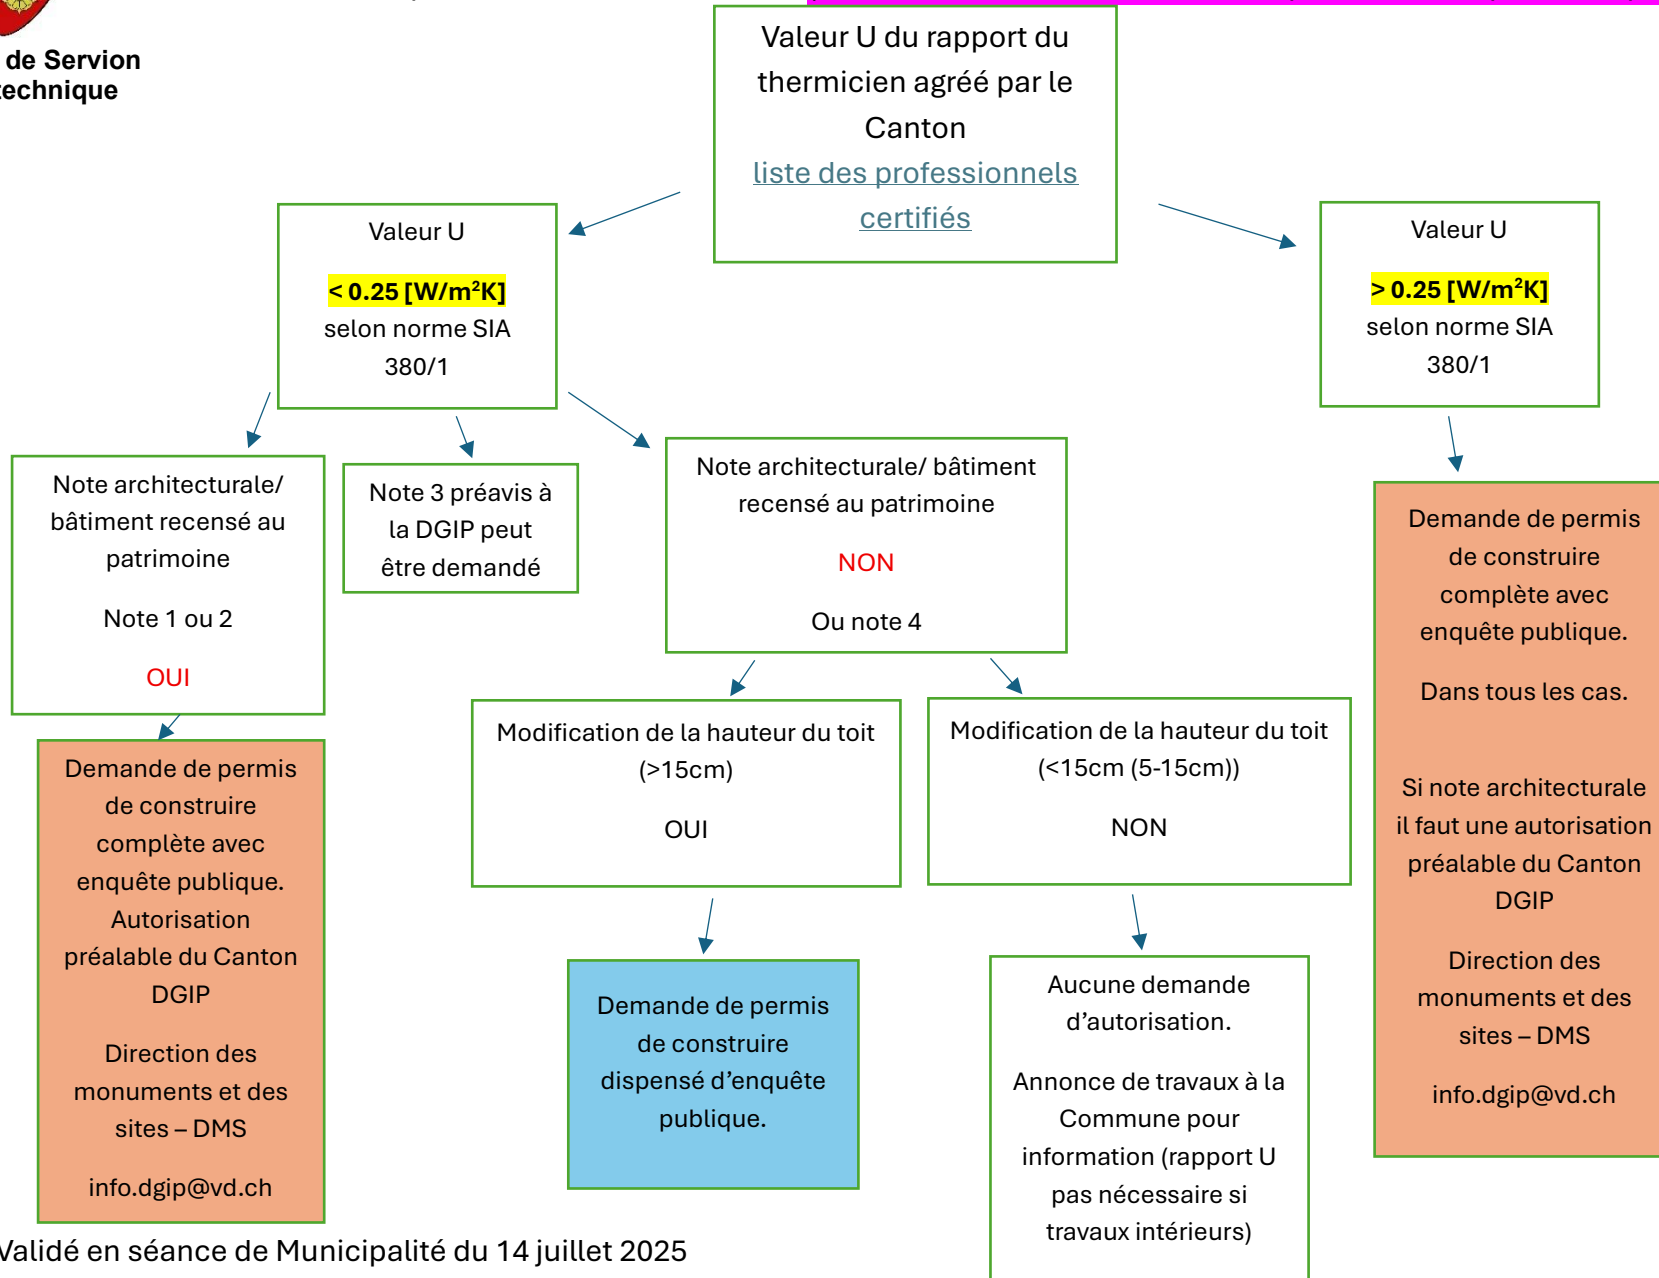 de Servion
technique
Valeur U du rapport du
thermicien agréé par le
Canton
liste des professionnels
certifiés
Valeur U
< 0.25 [W/m²K]
selon norme SIA
380/1
Valeur U
> 0.25 [W/m²K]
selon norme SIA
380/1
Note architecturale/
bâtiment recensé au
patrimoine
Note 1 ou 2
OUI
Note 3 préavis à
la DGIP peut
être demandé
Note architecturale/ bâtiment
recensé au patrimoine
NON
Ou note 4
Demande de permis
de construire
complète avec
enquête publique.
Dans tous les cas.
Si note architecturale
il faut une autorisation
préalable du Canton
DGIP
Direction des
monuments et des
sites – DMS
info.dgip@vd.ch
Modification de la hauteur du toit
(>15cm)
OUI
Modification de la hauteur du toit
(<15cm (5-15cm))
NON
Demande de permis
de construire
complète avec
enquête publique.
Autorisation
préalable du Canton
DGIP
Direction des
monuments et des
sites – DMS
info.dgip@vd.ch
Demande de permis
de construire
dispensé d’enquête
publique.
Aucune demande
d’autorisation.
Annonce de travaux à la
Commune pour
information (rapport U
pas nécessaire si
travaux intérieurs)
Validé en séance de Municipalité du 14 juillet 2025